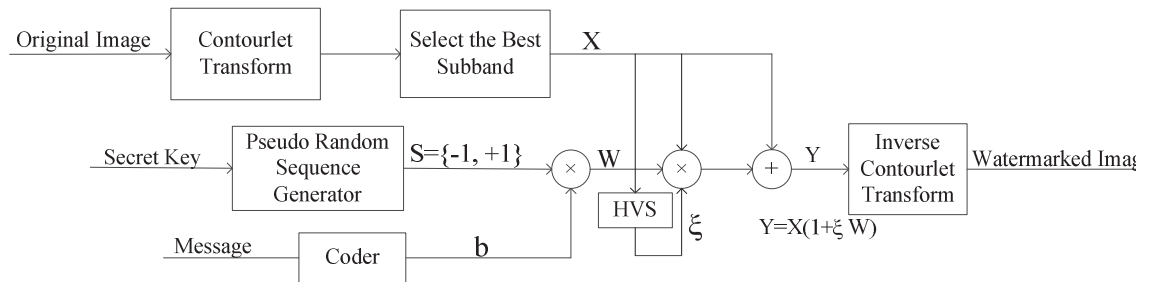 Original Image
Contourlet
Transform
Select the Best
Subband
X
Secret Key
Pseudo Random
Sequence
Generator
S={-1, +1}
×
W
×
+
Y
Inverse
Contourlet
Transform
Watermarked Imag
HVS
ξ
Y=X(1+ξ W)
Message
Coder
b